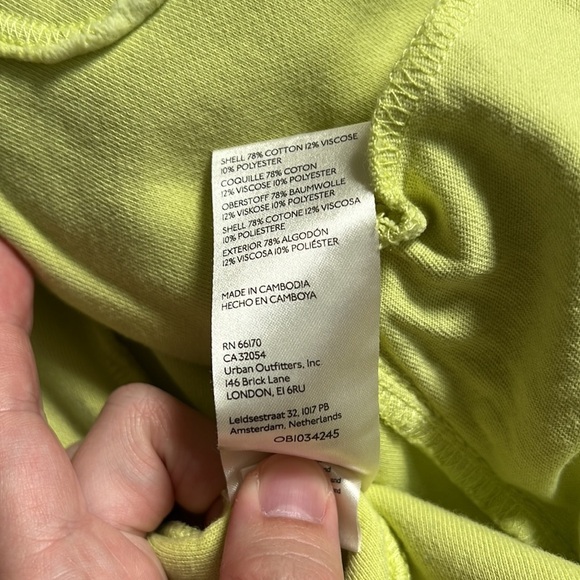 SHELL 78% COTTON 12% VISCOSE
10% POLYESTER
COQUILLE 78% COTON
12% VISCOSE 10% POLYESTER
OBERSTOFF 78% BAUMWOLLE
12% VISKOSE 10% POLYESTER
SHELL 78% COTONE 12% VISCOSA
10% POLIESTERE
EXTERIOR 78% ALGODÓN
12% VISCOSA 10% POLIÉSTER
MADE IN CAMBODIA
HECHO EN CAMBOYA
RN 66170
CA 32054
Urban Outfitters, Inc
146 Brick Lane
LONDON, E1 6RU
Leidsestraat 32, 1017 PB
Amsterdam, Netherlands
OB1034245